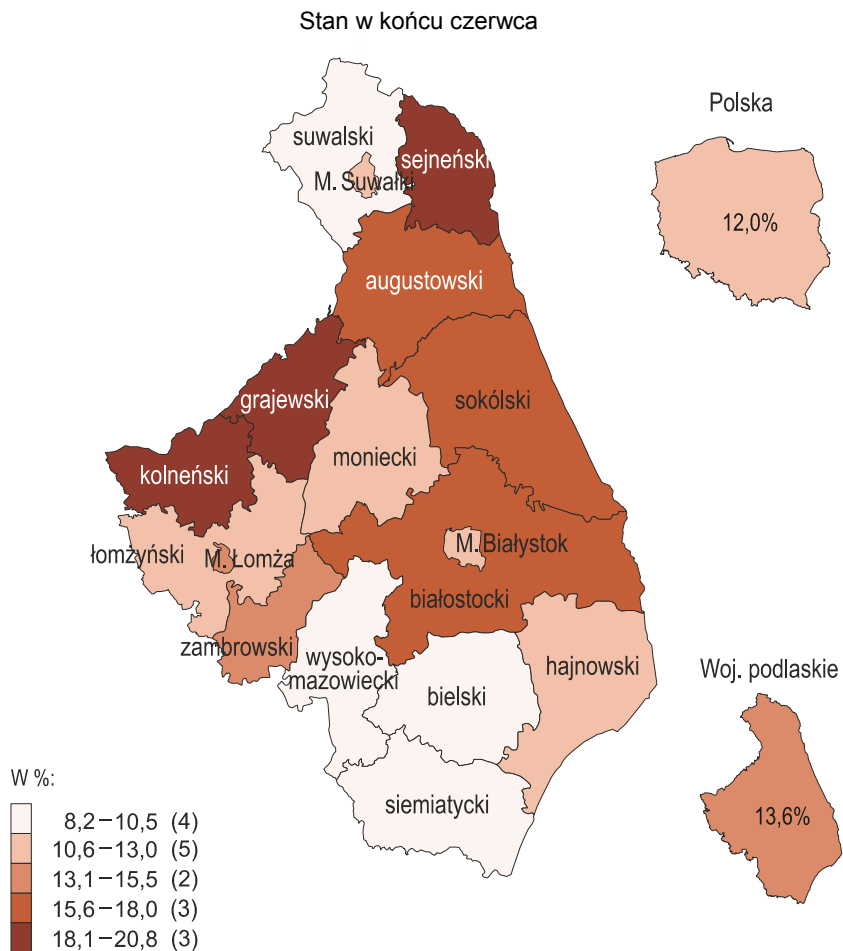 Stan w końcu czerwca
Polska
suwalski
sejneński
M. Suwałki
12,0%
augustowski
grajewski
sokólski
moniecki
kolneński
łomżyński
M. Łomża
M. Białystok
białostocki
zambrowski
wysoko-
mazowiecki
hajnowski
bielski
Woj. podlaskie
siemiatycki
13,6%
W %:
8,2–10,5 (4)
10,6–13,0 (5)
13,1–15,5 (2)
15,6–18,0 (3)
18,1–20,8 (3)